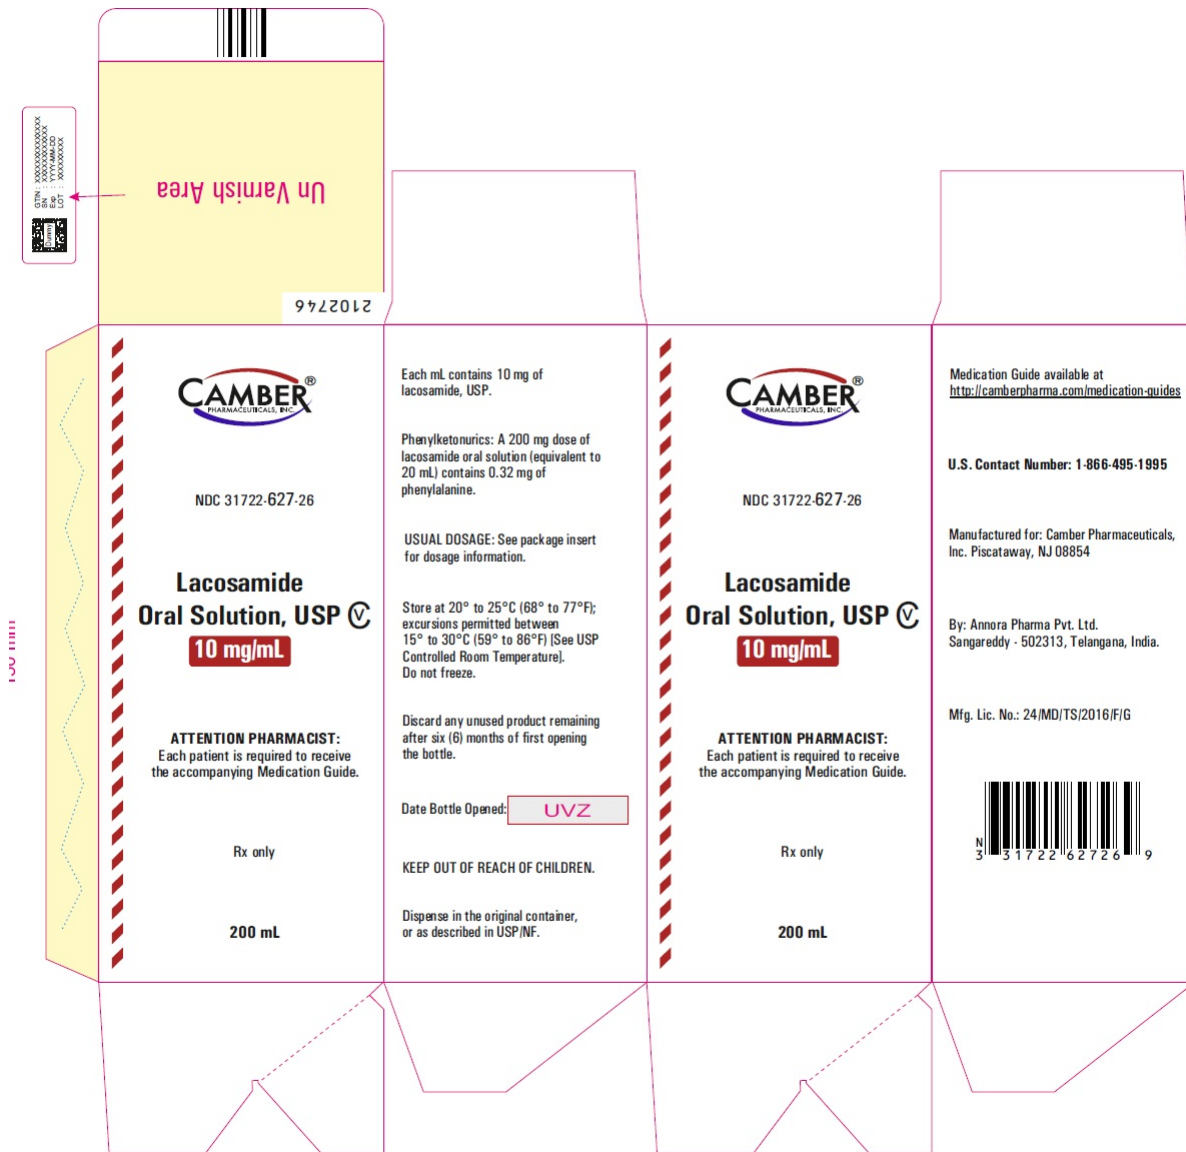 GTIN : XXXXXXXXXXXXXX
SN : XXXXXXXXXXXX
Exp : YYYY-MM-DD
LOT : XXXXXXXXX
Dummy
Un Varnish Area
2102746
CAMBER®
PHARMACEUTICALS, INC.
NDC 31722-627-26
Lacosamide
Oral Solution, USP CV
10 mg/mL
ATTENTION PHARMACIST:
Each patient is required to receive
the accompanying Medication Guide.
Rx only
200 mL
Each mL contains 10 mg of
lacosamide, USP.
Phenylketonurics: A 200 mg dose of
lacosamide oral solution (equivalent to
20 mL) contains 0.32 mg of
phenylalanine.
USUAL DOSAGE: See package insert
for dosage information.
Store at 20° to 25°C (68° to 77°F);
excursions permitted between
15° to 30°C (59° to 86°F) [See USP
Controlled Room Temperature].
Do not freeze.
Discard any unused product remaining
after six (6) months of first opening
the bottle.
Date Bottle Opened: UVZ
KEEP OUT OF REACH OF CHILDREN.
Dispense in the original container,
or as described in USP/NF.
CAMBER®
PHARMACEUTICALS, INC.
NDC 31722-627-26
Lacosamide
Oral Solution, USP CV
10 mg/mL
ATTENTION PHARMACIST:
Each patient is required to receive
the accompanying Medication Guide.
Rx only
200 mL
Medication Guide available at
http://camberpharma.com/medication-guides
U.S. Contact Number: 1-866-495-1995
Manufactured for: Camber Pharmaceuticals,
Inc. Piscataway, NJ 08854
By: Annora Pharma Pvt. Ltd.
Sangareddy - 502313, Telangana, India.
Mfg. Lic. No.: 24/MD/TS/2016/F/G
N
3 31722 62726 9